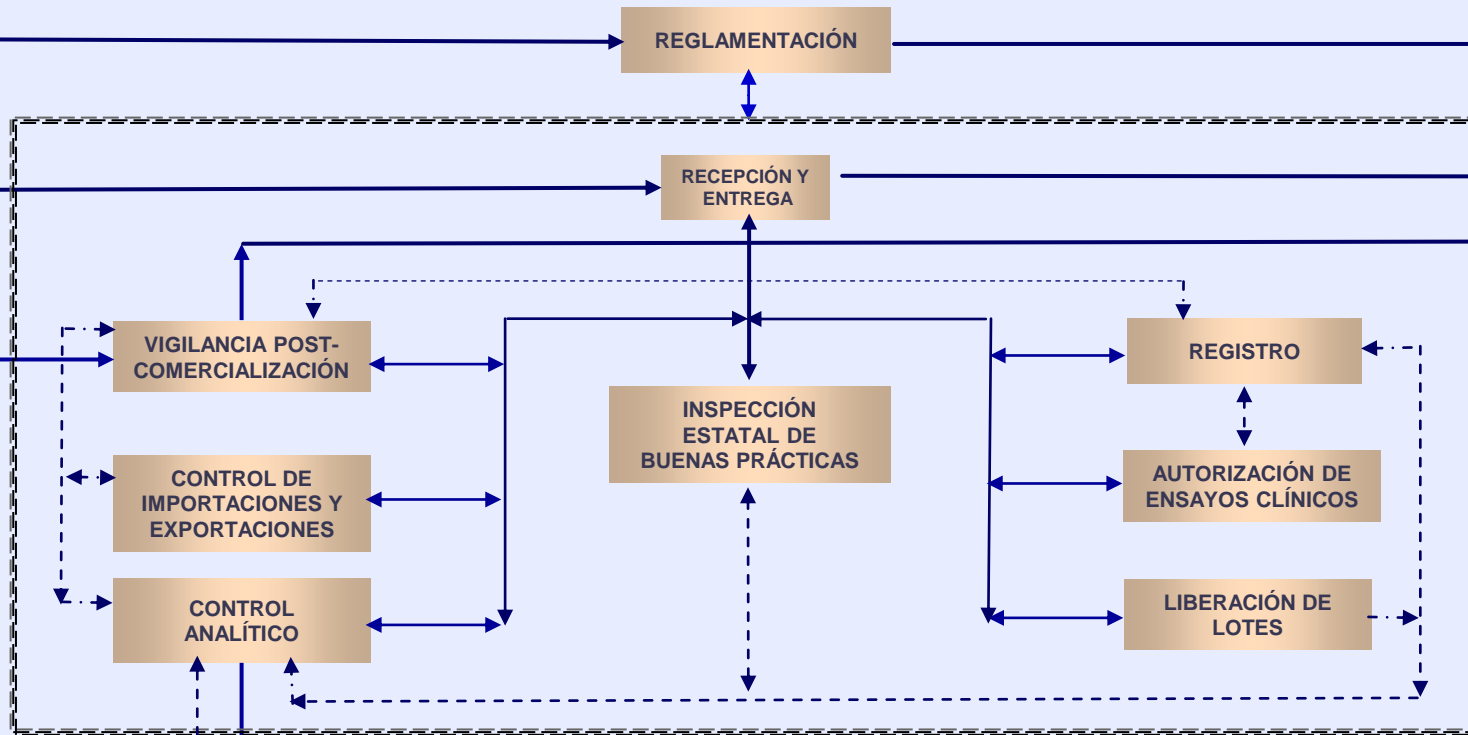 REGLAMENTACIÓN
RECEPCIÓN Y
ENTREGA
VIGILANCIA POST-
COMERCIALIZACIÓN
REGISTRO
INSPECCIÓN
ESTATAL DE
BUENAS PRÁCTICAS
CONTROL DE
IMPORTACIONES Y
EXPORTACIONES
AUTORIZACIÓN DE
ENSAYOS CLÍNICOS
CONTROL
ANALÍTICO
LIBERACIÓN DE
LOTES